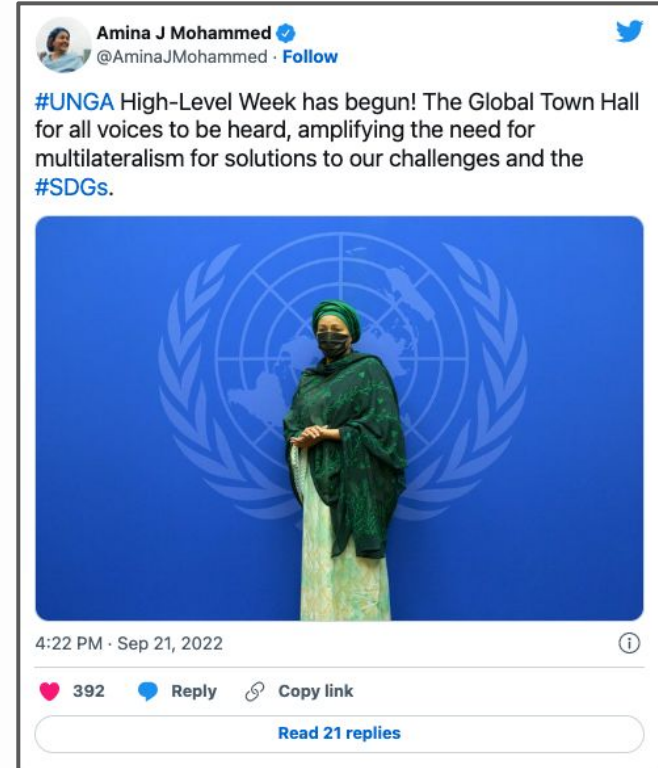 Amina J Mohammed
@AminaJMohammed · Follow
#UNGA High-Level Week has begun! The Global Town Hall
for all voices to be heard, amplifying the need for
multilateralism for solutions to our challenges and the
#SDGs.
4:22 PM · Sep 21, 2022
392 Reply Copy link
Read 21 replies